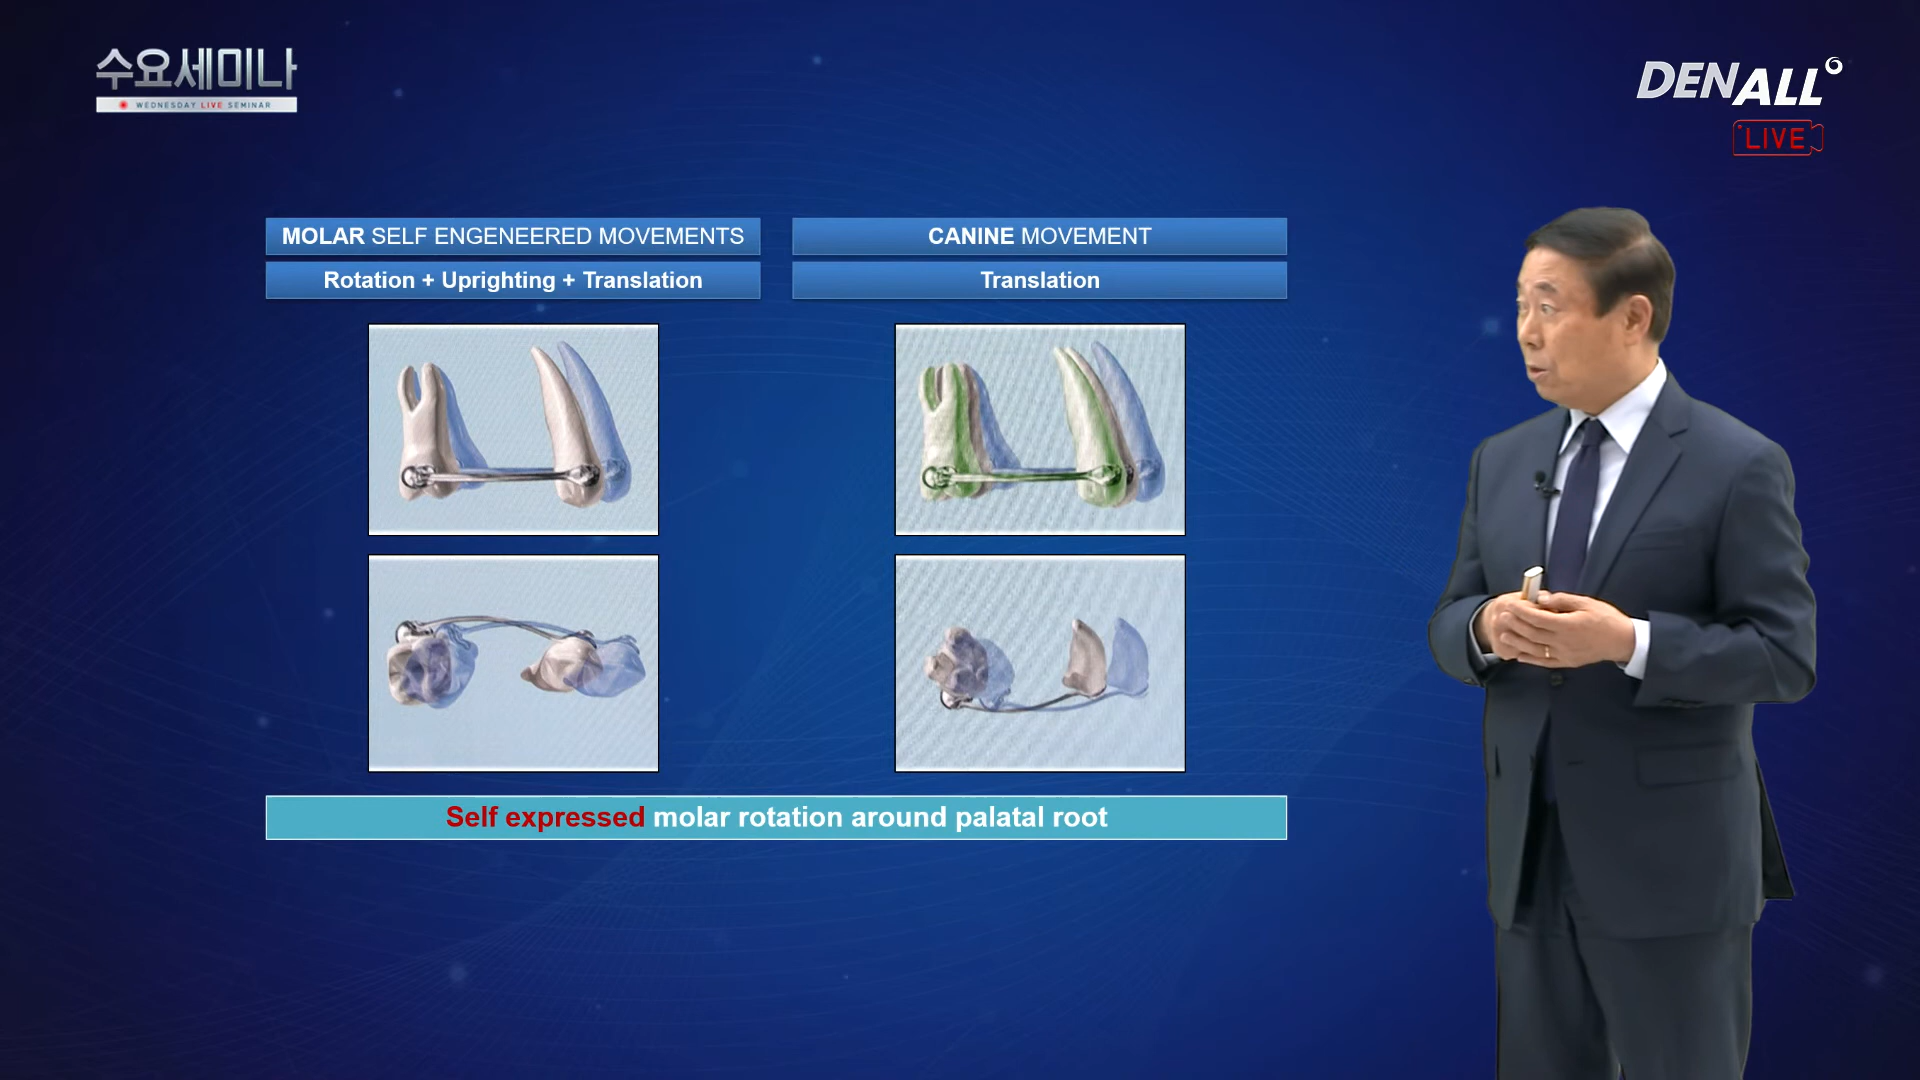 수요세미나
WEDNESDAY LIVE SEMINAR
DENALL
LIVE
MOLAR SELF ENGENEERED MOVEMENTS
Rotation + Uprighting + Translation
CANINE MOVEMENT
Translation
Self expressed molar rotation around palatal root